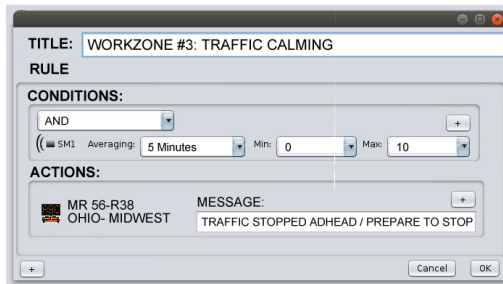 TITLE: WORKZONE #3: TRAFFIC CALMING
RULE
CONDITIONS:
AND +
SM1 Averaging: 5 Minutes Min: 0 Max: 10
ACTIONS:
MR 56-R38 MESSAGE: +
OHIO- MIDWEST TRAFFIC STOPPED ADHEAD / PREPARE TO STOP
+ Cancel OK